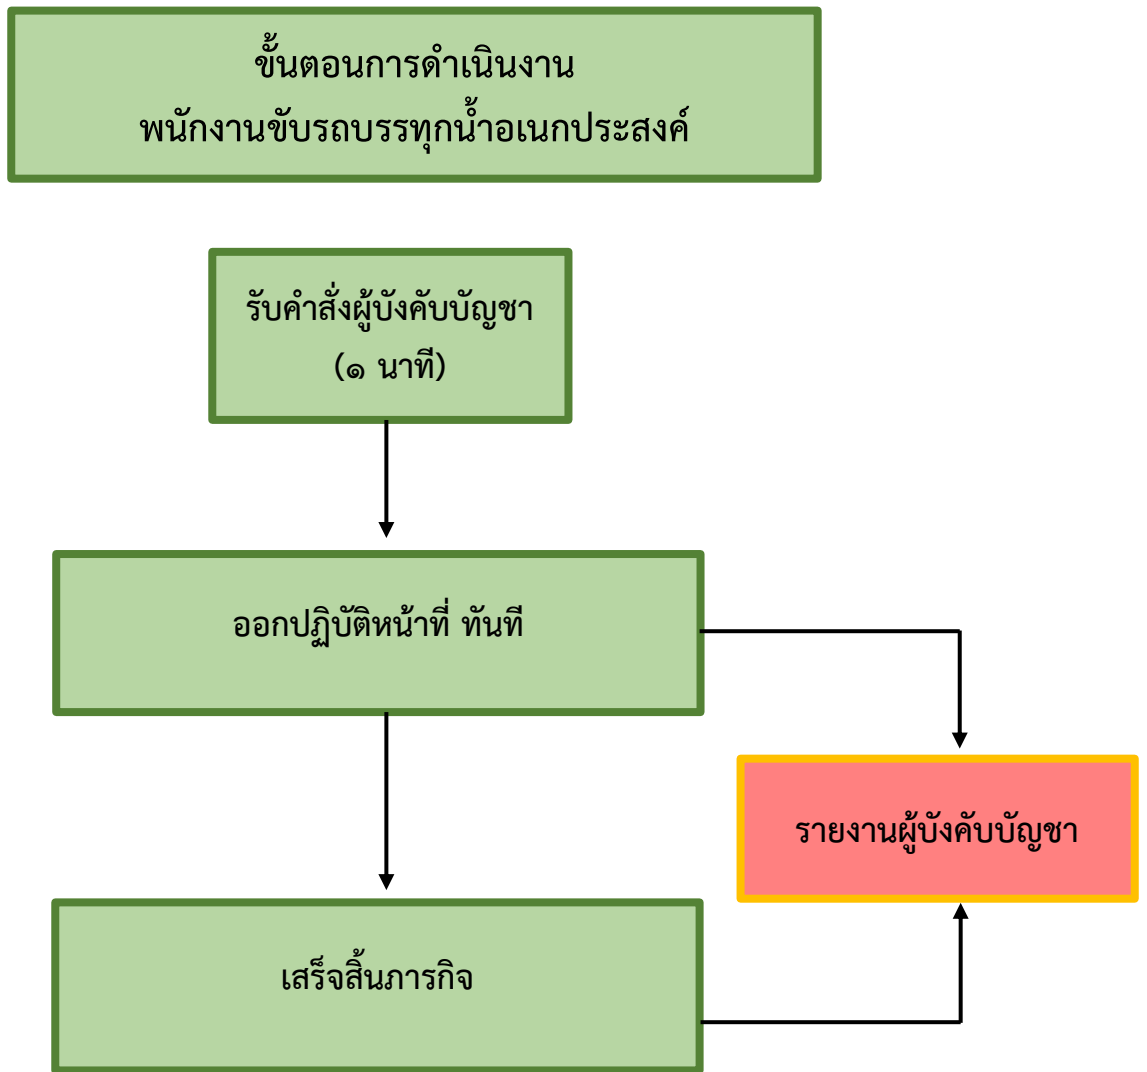 ขั้นตอนการดำเนินงาน
พนักงานขับรถบรรทุกน้ำอเนกประสงค์
รับคำสั่งผู้บังคับบัญชา
(๑ นาที)
ออกปฏิบัติหน้าที่ ทันที
รายงานผู้บังคับบัญชา
เสร็จสิ้นภารกิจ